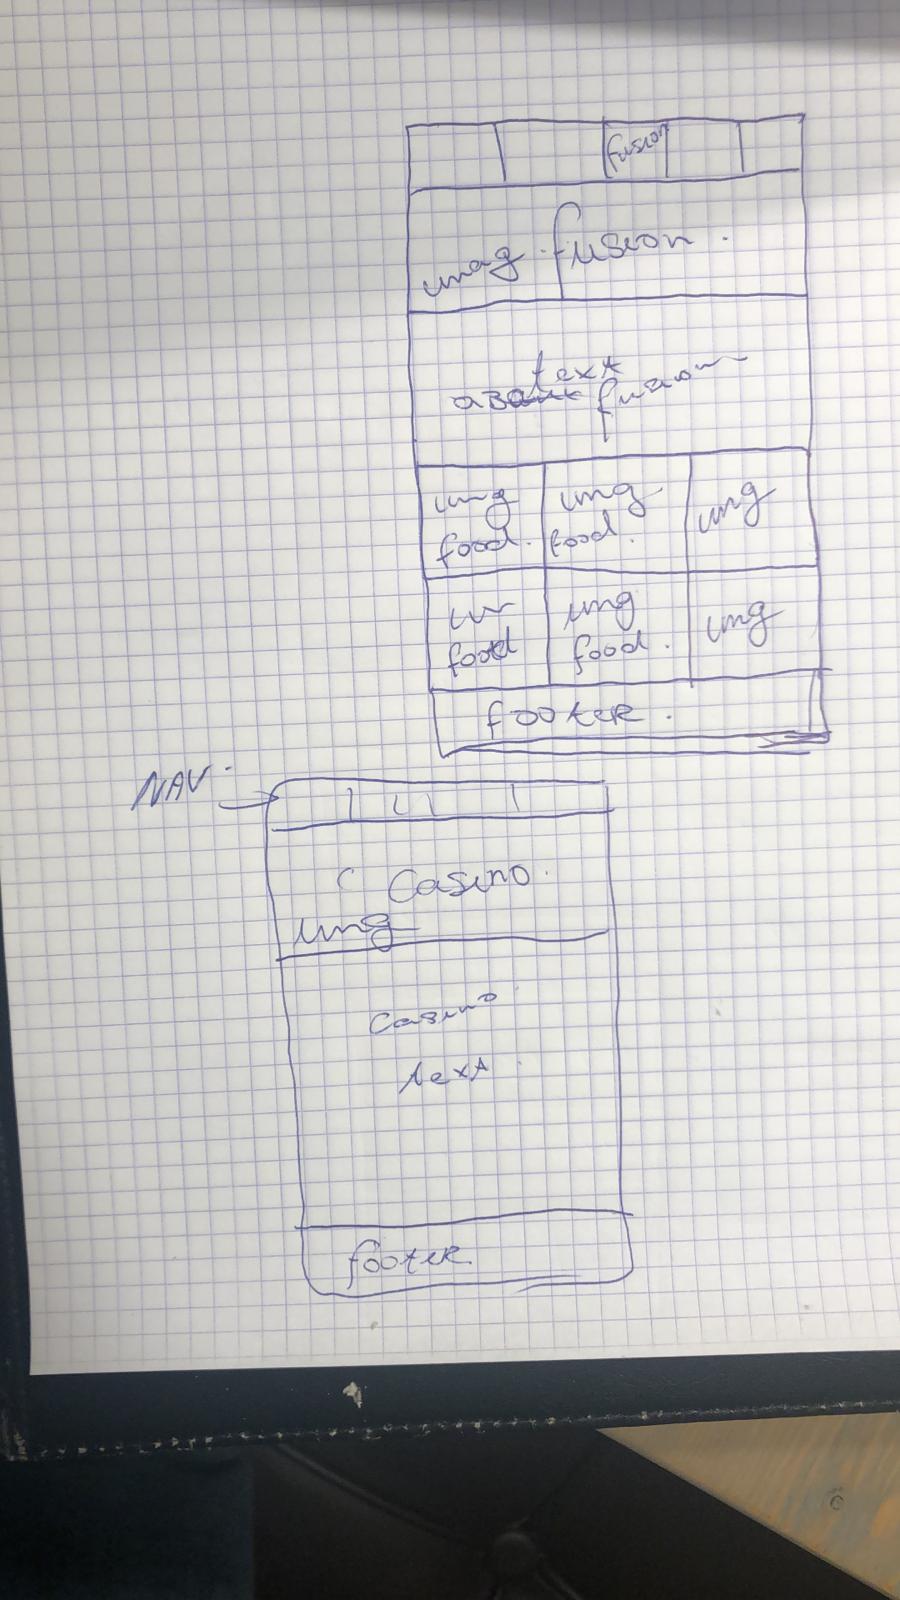 fusion
imag. fusion.
text
about fusion
img
food.
img
food.
img
food
img
food.
img
img
footer.
NAV.
C Casino.
img
casino
text
footer.